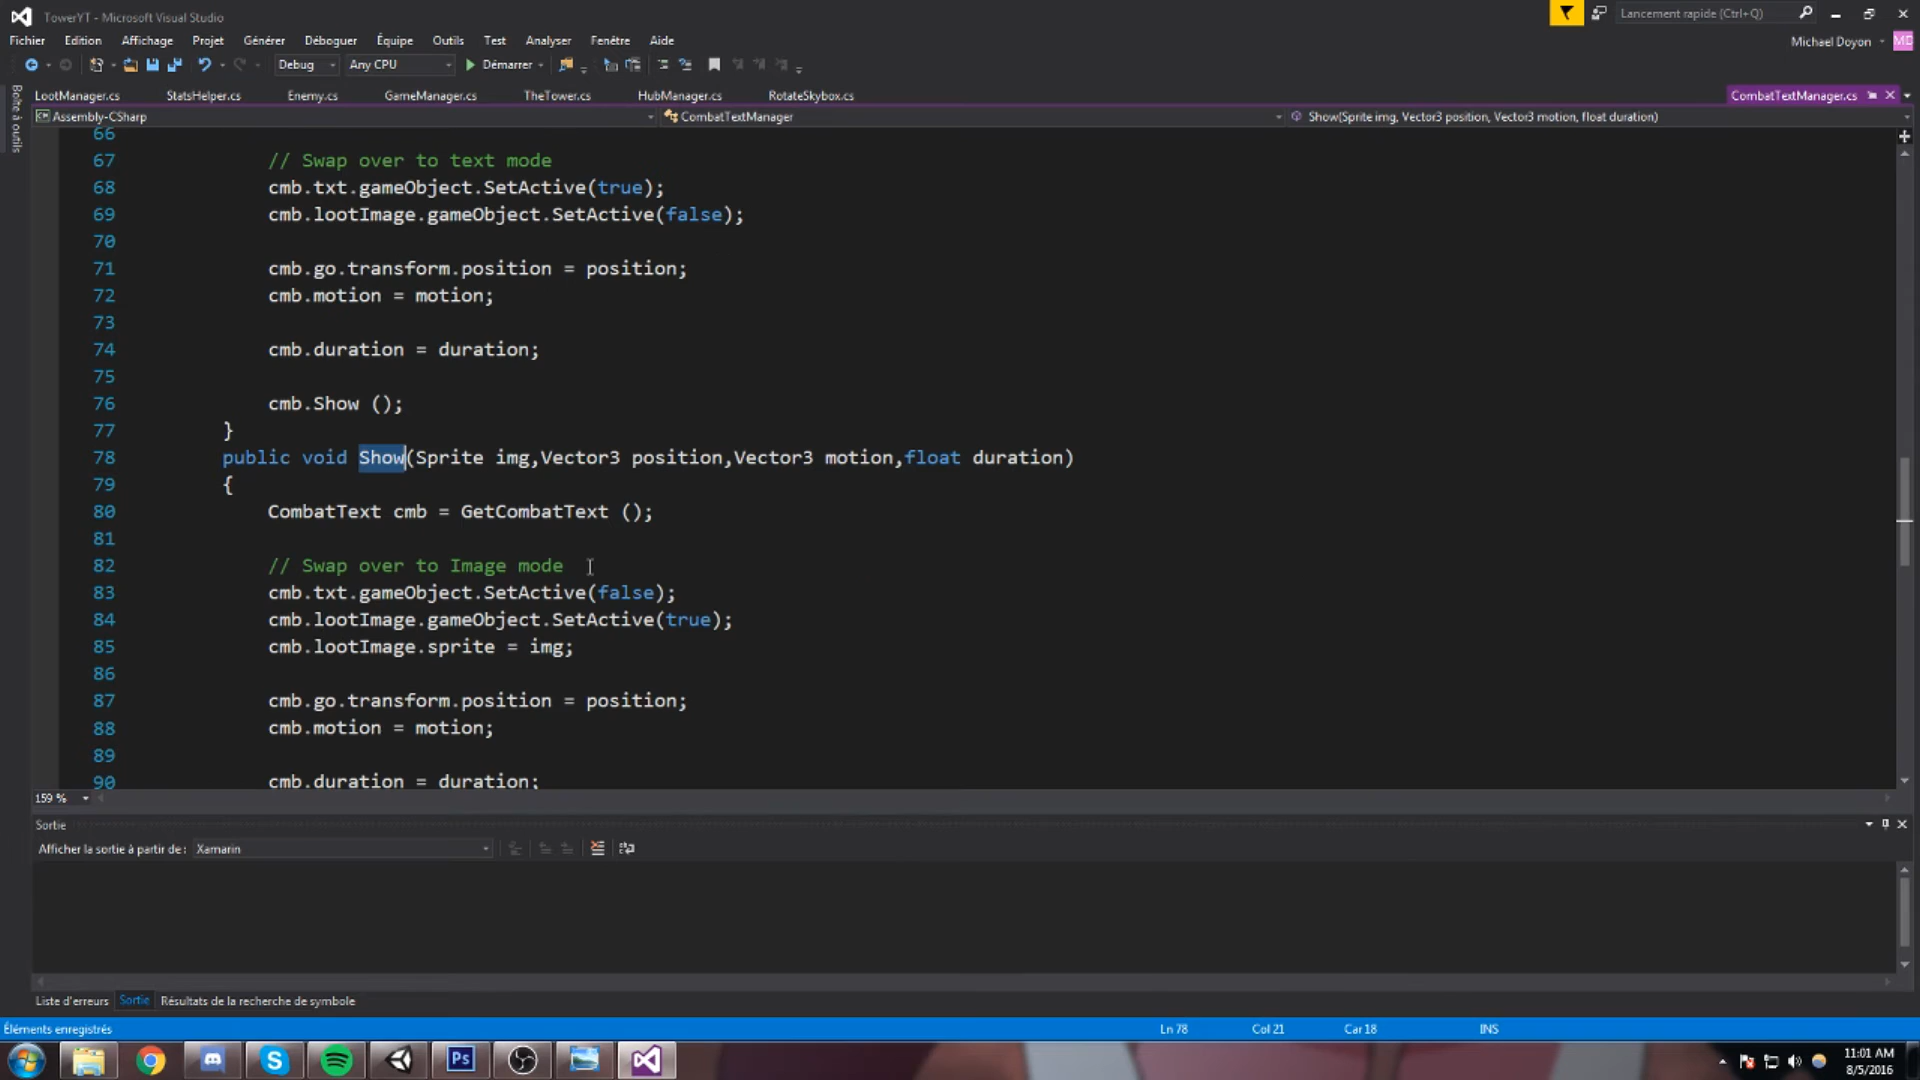 TowerYT - Microsoft Visual Studio
Lancement rapide (Ctrl+Q)
Fichier Edition Affichage Projet Générer Déboguer Équipe Outils Test Analyser Fenêtre Aide
Michael Doyon MD
Debug Any CPU Démarrer
Boîte à outils
LootManager.cs StatsHelper.cs Enemy.cs GameManager.cs TheTower.cs HubManager.cs RotateSkybox.cs CombatTextManager.cs
Assembly-CSharp CombatTextManager Show(Sprite img, Vector3 position, Vector3 motion, float duration)
66
67 // Swap over to text mode
68 cmb.txt.gameObject.SetActive(true);
69 cmb.lootImage.gameObject.SetActive(false);
70
71 cmb.go.transform.position = position;
72 cmb.motion = motion;
73
74 cmb.duration = duration;
75
76 cmb.Show ();
77 }
78 public void Show(Sprite img,Vector3 position,Vector3 motion,float duration)
79 {
80 CombatText cmb = GetCombatText ();
81
82 // Swap over to Image mode
83 cmb.txt.gameObject.SetActive(false);
84 cmb.lootImage.gameObject.SetActive(true);
85 cmb.lootImage.sprite = img;
86
87 cmb.go.transform.position = position;
88 cmb.motion = motion;
89
90 cmb.duration = duration;
159 %
Sortie
Afficher la sortie à partir de : Xamarin
Liste d'erreurs Sortie Résultats de la recherche de symbole
Éléments enregistrés Ln 78 Col 21 Car 18 INS
Ps
11:01 AM
8/5/2016